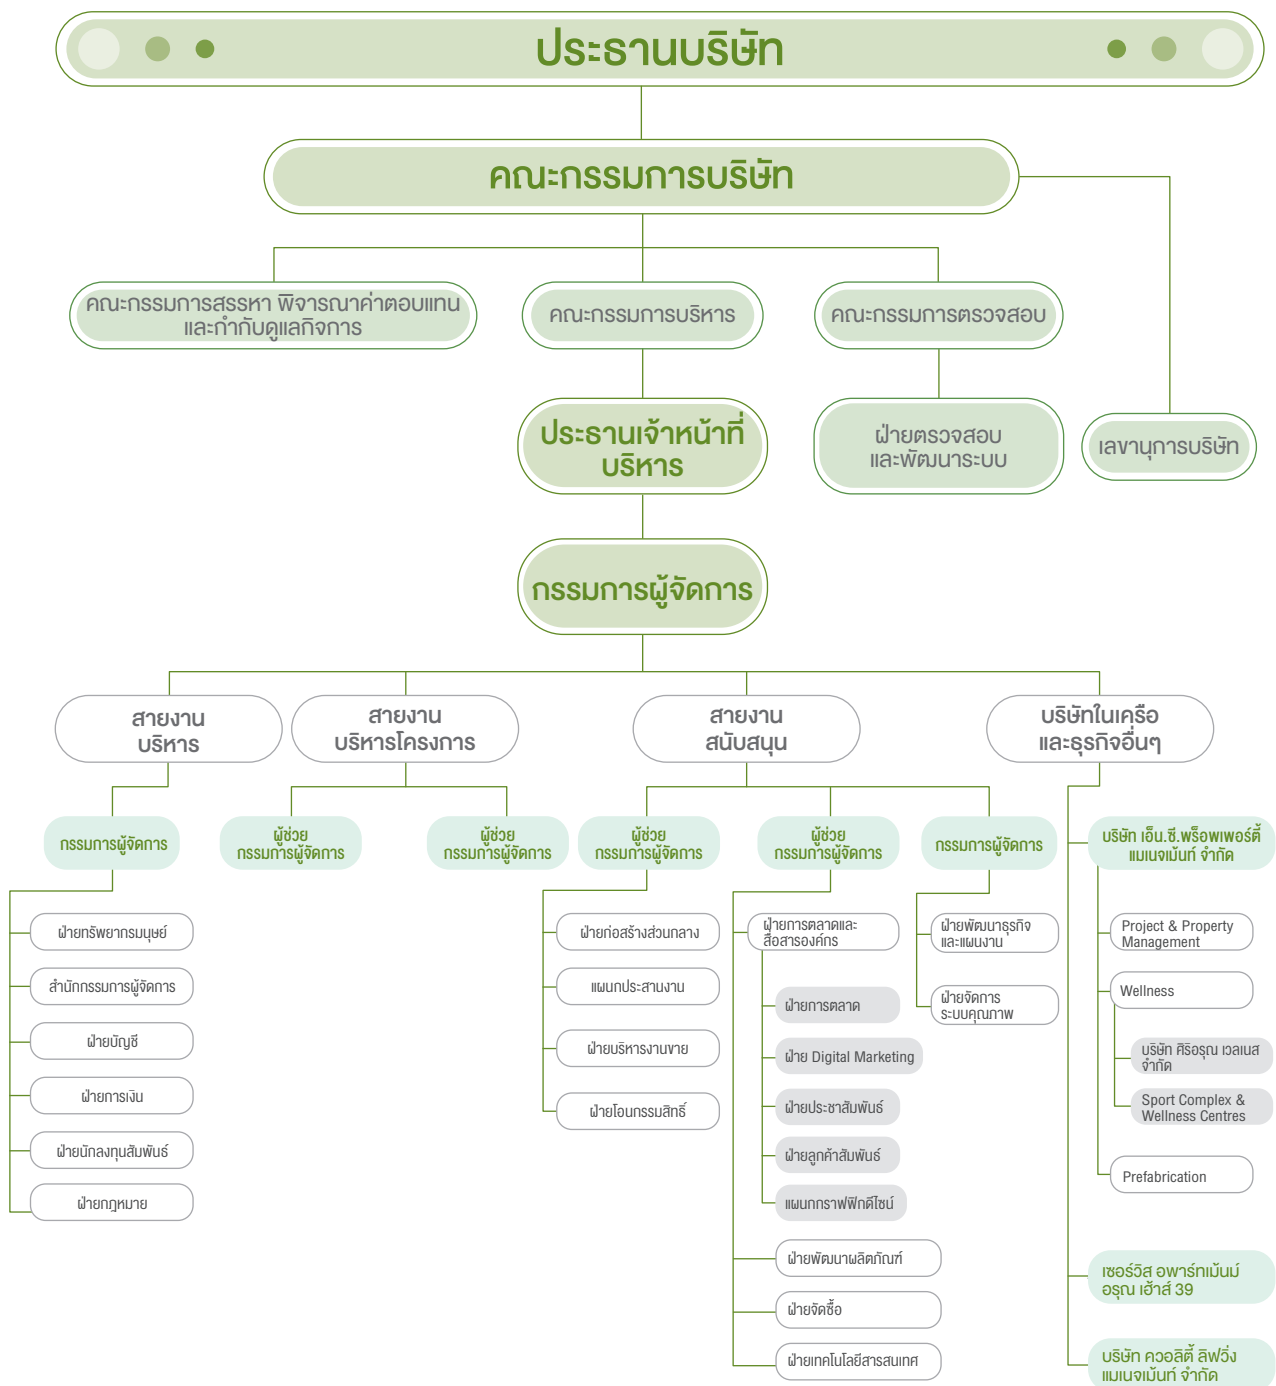 ประธานบริษัท
คณะกรรมการบริษัท
คณะกรรมการสรรหา พิจารณาค่าตอบแทน
และกำกับดูแลกิจการ
คณะกรรมการบริหาร
คณะกรรมการตรวจสอบ
ประธานเจ้าหน้าที่
บริหาร
ฝ่ายตรวจสอบ
และพัฒนาระบบ
เลขานุการบริษัท
กรรมการผู้จัดการ
สายงาน
บริหาร
สายงาน
บริหารโครงการ
สายงาน
สนับสนุน
บริษัทในเครือ
และธุรกิจอื่นๆ
กรรมการผู้จัดการ
ผู้ช่วย
กรรมการผู้จัดการ
ผู้ช่วย
กรรมการผู้จัดการ
ผู้ช่วย
กรรมการผู้จัดการ
ผู้ช่วย
กรรมการผู้จัดการ
กรรมการผู้จัดการ
บริษัท เอ็น.ซี.พร็อพเพอร์ตี้
แมเนจเม้นท์ จำกัด
ฝ่ายทรัพยากรมนุษย์
สำนักกรรมการผู้จัดการ
ฝ่ายบัญชี
ฝ่ายการเงิน
ฝ่ายนักลงทุนสัมพันธ์
ฝ่ายกฎหมาย
ฝ่ายก่อสร้างส่วนกลาง
แผนกประสานงาน
ฝ่ายบริหารงานขาย
ฝ่ายโอนกรรมสิทธิ์
ฝ่ายการตลาดและ
สื่อสารองค์กร
ฝ่ายการตลาด
ฝ่าย Digital Marketing
ฝ่ายประชาสัมพันธ์
ฝ่ายลูกค้าสัมพันธ์
แผนกกราฟฟิกดีไซน์
ฝ่ายพัฒนาผลิตภัณฑ์
ฝ่ายจัดซื้อ
ฝ่ายเทคโนโลยีสารสนเทศ
ฝ่ายพัฒนาธุรกิจ
และแผนงาน
ฝ่ายจัดการ
ระบบคุณภาพ
Project & Property
Management
Wellness
บริษัท ศิริอรุณ เวลเนส
จำกัด
Sport Complex &
Wellness Centres
Prefabrication
เซอร์วิส อพาร์ทเม้นม์
อรุณ เฮ้าส์ 39
บริษัท ควอลิตี้ ลิฟวิ่ง
แมเนจเม้นท์ จำกัด